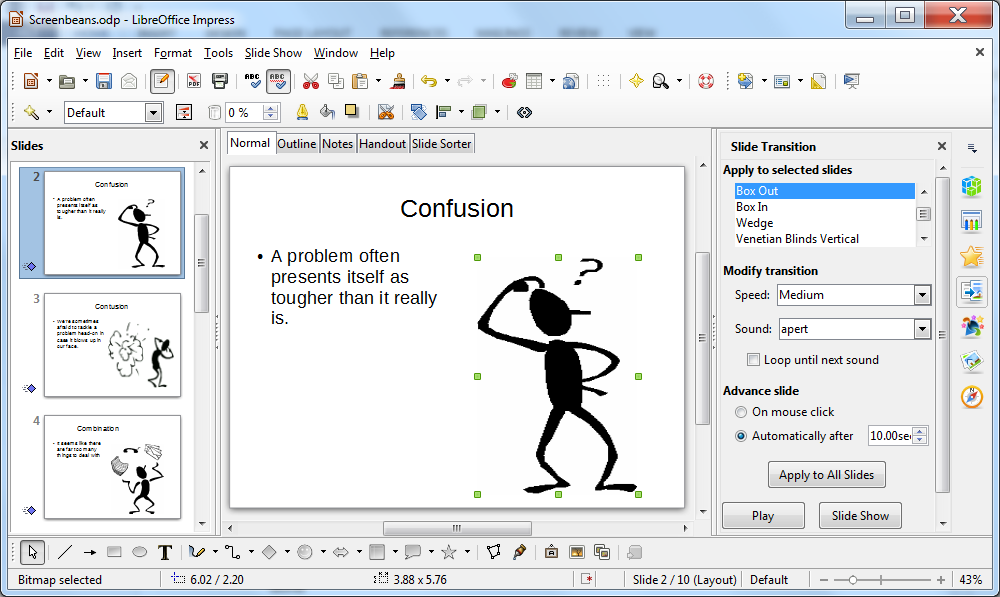 Screenbeans.odp - LibreOffice Impress
File Edit View Insert Format Tools Slide Show Window Help
PDF ABC ABC
Default 0 %
Slides
2
Confusion
• A problem often
presents itself as
tougher than it really
is.
3
Confusion
• We're sometimes
afraid to tackle a
problem head-on in
case it blows up in
our face.
4
Combination
• It seems like there
are far too many
things to deal with
Normal Outline Notes Handout Slide Sorter
Confusion
• A problem often
presents itself as
tougher than it really
is.
?
Slide Transition
Apply to selected slides
Box Out
Box In
Wedge
Venetian Blinds Vertical
Modify transition
Speed: Medium
Sound: apert
Loop until next sound
Advance slide
On mouse click
Automatically after 10.00sec
Apply to All Slides
Play Slide Show
T
Bitmap selected 6.02 / 2.20 3.88 x 5.76 Slide 2 / 10 (Layout) Default 43%